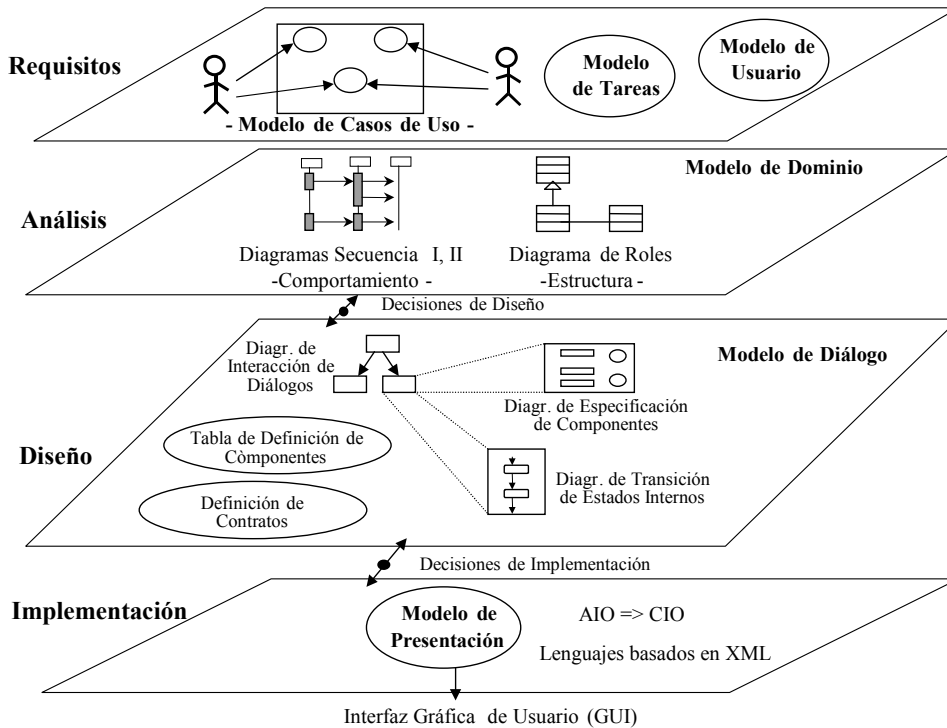 Requisitos
Modelo
de Tareas
Modelo de
Usuario
- Modelo de Casos de Uso -
Análisis
Modelo de Dominio
Diagramas Secuencia I, II
-Comportamiento -
Diagrama de Roles
-Estructura -
Decisiones de Diseño
Diseño
Diagr. de
Interacción de
Diálogos
Modelo de Diálogo
Diagr. de Especificación
de Componentes
Tabla de Definición de
Còmponentes
Diagr. de Transición
de Estados Internos
Definición de
Contratos
Decisiones de Implementación
Implementación
Modelo de
Presentación
AIO => CIO
Lenguajes basados en XML
Interfaz Gráfica de Usuario (GUI)